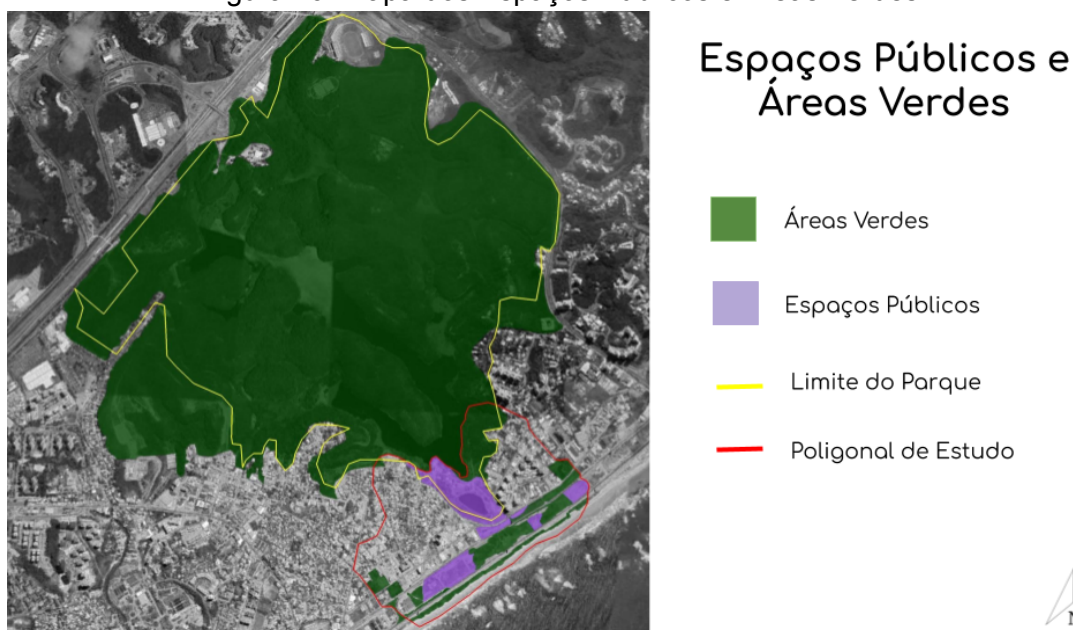 Espaços Públicos e
Áreas Verdes
Áreas Verdes
Espaços Públicos
Limite do Parque
Poligonal de Estudo